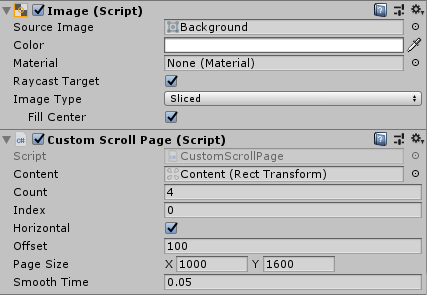 Image (Script)
Source Image Background
Color
Material None (Material)
Raycast Target
Image Type Sliced
Fill Center
c# Custom Scroll Page (Script)
Script CustomScrollPage
Content Content (Rect Transform)
Count 4
Index 0
Horizontal
Offset 100
Page Size X 1000 Y 1600
Smooth Time 0.05